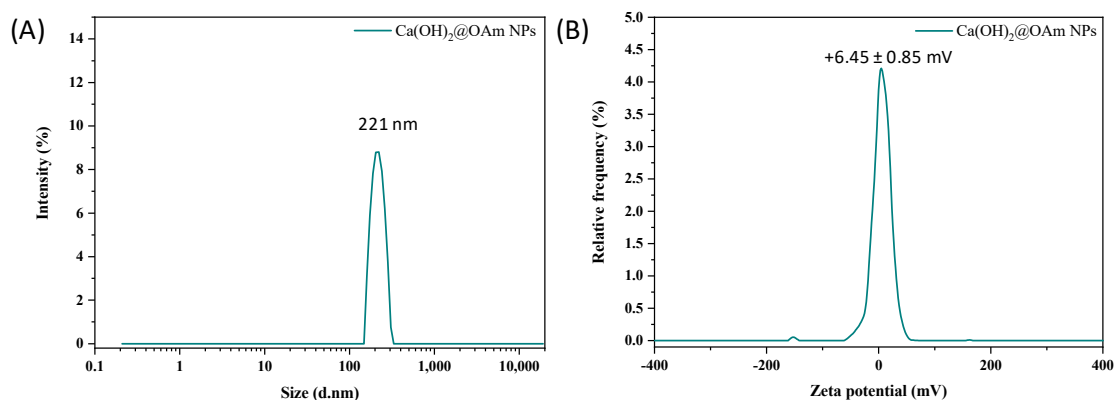 (A)
Ca(OH)₂@OAm NPs
221 nm
14
12
10
8
6
4
2
0
Intensity (%)
0.1 1 10 100 1,000 10,000
Size (d.nm)
(B)
Ca(OH)₂@OAm NPs
+6.45 ± 0.85 mV
5.0
4.5
4.0
3.5
3.0
2.5
2.0
1.5
1.0
0.5
0.0
Relative frequency (%)
-400 -200 0 200 400
Zeta potential (mV)